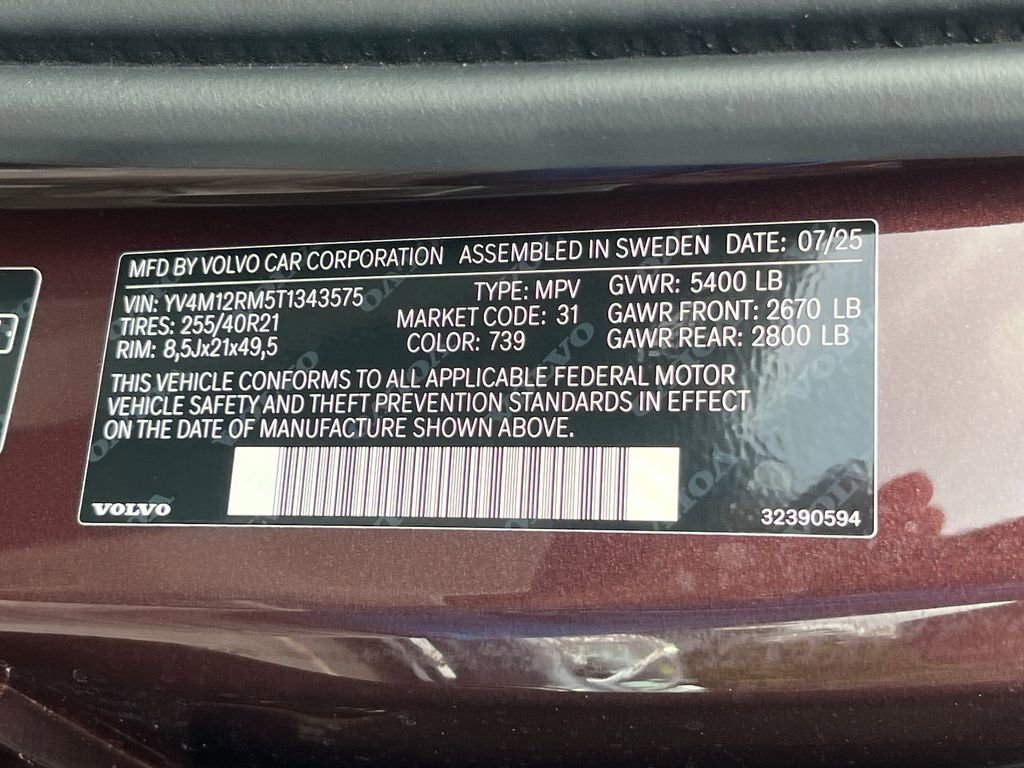 MFD BY VOLVO CAR CORPORATION ASSEMBLED IN SWEDEN DATE: 07/25
VIN: YV4M12RM5T1343575 TYPE: MPV GVWR: 5400 LB
TIRES: 255/40R21 MARKET CODE: 31 GAWR FRONT: 2670 LB
RIM: 8,5Jx21x49,5 COLOR: 739 GAWR REAR: 2800 LB
THIS VEHICLE CONFORMS TO ALL APPLICABLE FEDERAL MOTOR
VEHICLE SAFETY AND THEFT PREVENTION STANDARDS IN EFFECT
ON THE DATE OF MANUFACTURE SHOWN ABOVE.
VOLVO 32390594